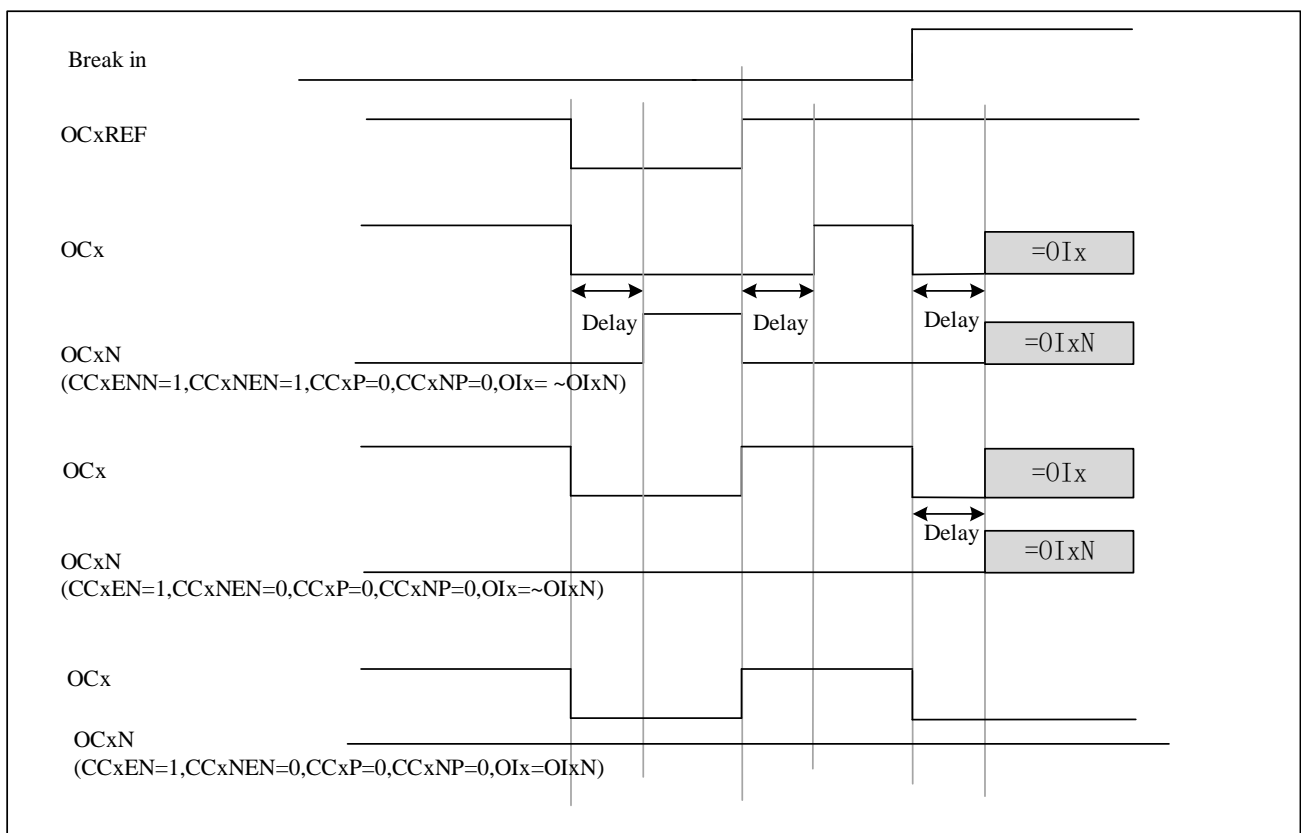 Break in
OCxREF
OCx
=OIx
Delay
Delay
Delay
=OIxN
OCxN
(CCxENN=1,CCxNEN=1,CCxP=0,CCxNP=0,OIx= ~OIxN)
OCx
=OIx
Delay
=OIxN
OCxN
(CCxEN=1,CCxNEN=0,CCxP=0,CCxNP=0,OIx=~OIxN)
OCx
OCxN
(CCxEN=1,CCxNEN=0,CCxP=0,CCxNP=0,OIx=OIxN)